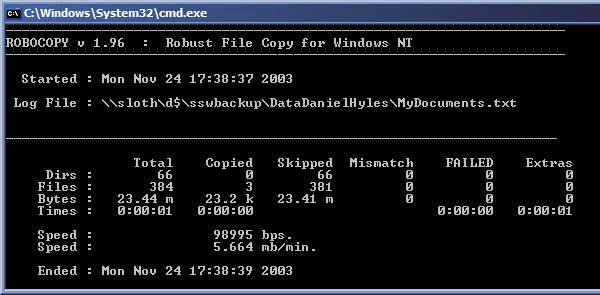 C:\Windows\System32\cmd.exe
ROBOCOPY v 1.96 : Robust File Copy for Windows NT
Started : Mon Nov 24 17:38:37 2003
Log File : \\sloth\d$\sswbackup\DataDanielHyles\MyDocuments.txt
Total Copied Skipped Mismatch FAILED Extras
Dirs : 66 0 66 0 0 0
Files : 384 3 381 0 0 0
Bytes : 23.44 m 23.2 k 23.41 m 0 0 0
Times : 0:00:01 0:00:00 0:00:00 0:00:01
Speed : 98995 bps.
Speed : 5.664 mb/min.
Ended : Mon Nov 24 17:38:39 2003